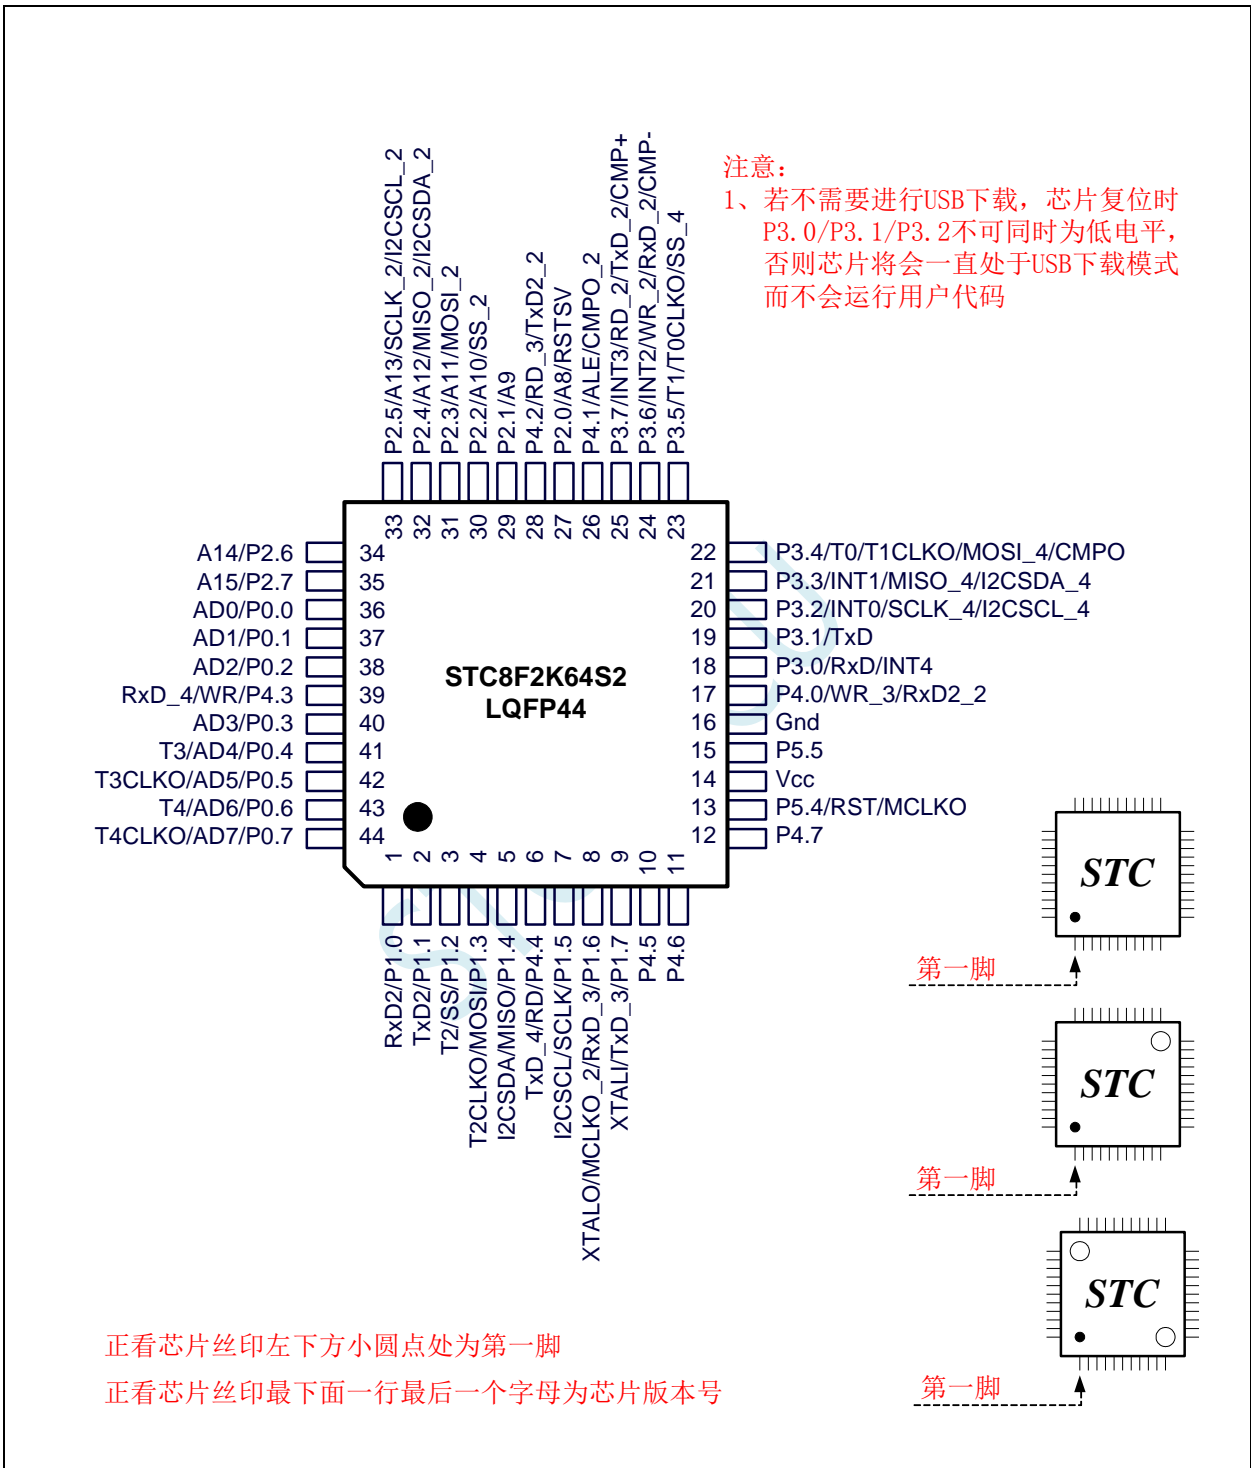 注意：
1、若不需要进行USB下载，芯片复位时
P3.0/P3.1/P3.2不可同时为低电平，
否则芯片将会一直处于USB下载模式
而不会运行用户代码
P2.5/A13/SCLK_2/I2CSCL_2
P2.4/A12/MISO_2/I2CSDA_2
P2.3/A11/MOSI_2
P2.2/A10/SS_2
P2.1/A9
P4.2/RD_3/TxD2_2
P2.0/A8/RSTSV
P4.1/ALE/CMPO_2
P3.7/INT3/RD_2/TxD_2/CMP+
P3.6/INT2/WR_2/RxD_2/CMP-
P3.5/T1/T0CLKO/SS_4
33 32 31 30 29 28 27 26 25 24 23
A14/P2.6 34
A15/P2.7 35
AD0/P0.0 36
AD1/P0.1 37
AD2/P0.2 38
RxD_4/WR/P4.3 39
AD3/P0.3 40
T3/AD4/P0.4 41
T3CLKO/AD5/P0.5 42
T4/AD6/P0.6 43
T4CLKO/AD7/P0.7 44
STC8F2K64S2
LQFP44
22 P3.4/T0/T1CLKO/MOSI_4/CMPO
21 P3.3/INT1/MISO_4/I2CSDA_4
20 P3.2/INT0/SCLK_4/I2CSCL_4
19 P3.1/TxD
18 P3.0/RxD/INT4
17 P4.0/WR_3/RxD2_2
16 Gnd
15 P5.5
14 Vcc
13 P5.4/RST/MCLKO
12 P4.7
1 2 3 4 5 6 7 8 9 10 11
RxD2/P1.0
TxD2/P1.1
T2/SS/P1.2
T2CLKO/MOSI/P1.3
I2CSDA/MISO/P1.4
TxD_4/RD/P4.4
I2CSCL/SCLK/P1.5
XTALO/MCLKO_2/RxD_3/P1.6
XTALI/TxD_3/P1.7
P4.5
P4.6
STC
第一脚
STC
第一脚
STC
第一脚
正看芯片丝印左下方小圆点处为第一脚
正看芯片丝印最下面一行最后一个字母为芯片版本号